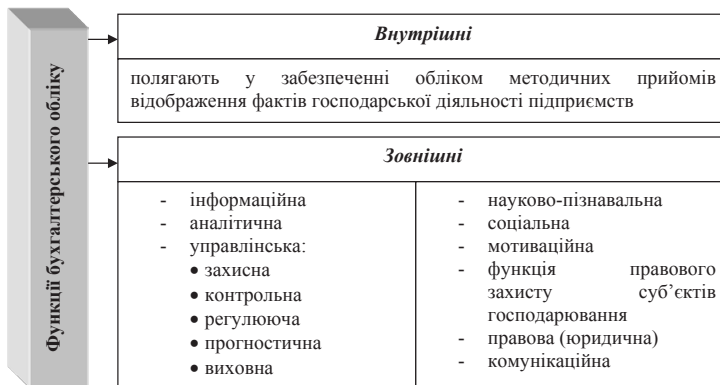 Функції бухгалтерського обліку
Внутрішні
полягають у забезпеченні обліком методичних прийомів
відображення фактів господарської діяльності підприємств
Зовнішні
- інформаційна
- аналітична
- управлінська:
• захисна
• контрольна
• регулююча
• прогностична
• виховна
- науково-пізнавальна
- соціальна
- мотиваційна
- функція правового
захисту суб’єктів
господарювання
- правова (юридична)
- комунікаційна